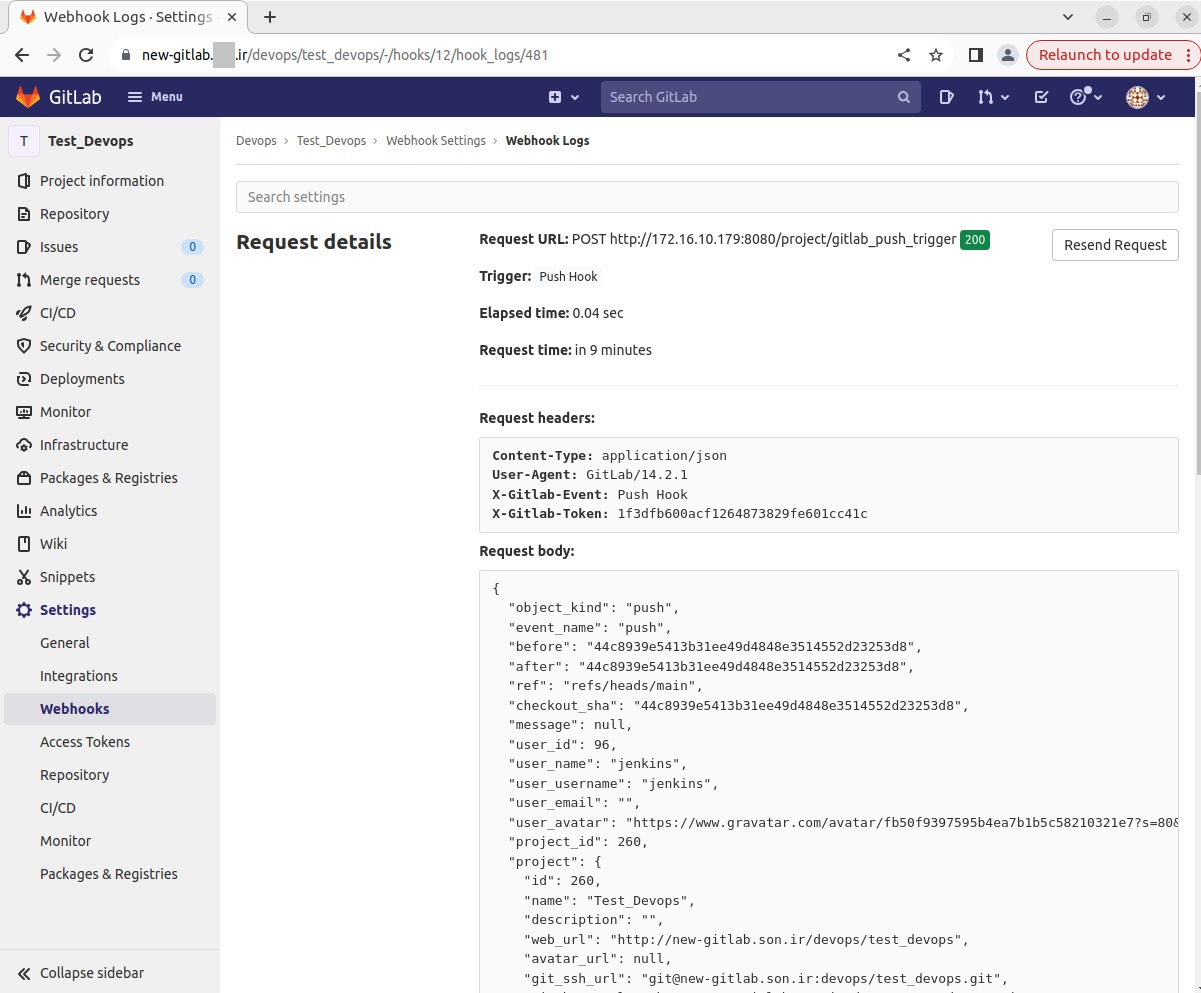 Webhook Logs · Settings
new-gitlab. .ir/devops/test_devops/-/hooks/12/hook_logs/481
Relaunch to update
GitLab
Menu
Search GitLab
T Test_Devops
Project information
Repository
Issues 0
Merge requests 0
CI/CD
Security & Compliance
Deployments
Monitor
Infrastructure
Packages & Registries
Analytics
Wiki
Snippets
Settings
General
Integrations
Webhooks
Access Tokens
Repository
CI/CD
Monitor
Packages & Registries
Collapse sidebar
Devops › Test_Devops › Webhook Settings › Webhook Logs
Search settings
Request details
Request URL: POST http://172.16.10.179:8080/project/gitlab_push_trigger 200
Resend Request
Trigger: Push Hook
Elapsed time: 0.04 sec
Request time: in 9 minutes
Request headers:
Content-Type: application/json
User-Agent: GitLab/14.2.1
X-Gitlab-Event: Push Hook
X-Gitlab-Token: 1f3dfb600acf1264873829fe601cc41c
Request body:
{
"object_kind": "push",
"event_name": "push",
"before": "44c8939e5413b31ee49d4848e3514552d23253d8",
"after": "44c8939e5413b31ee49d4848e3514552d23253d8",
"ref": "refs/heads/main",
"checkout_sha": "44c8939e5413b31ee49d4848e3514552d23253d8",
"message": null,
"user_id": 96,
"user_name": "jenkins",
"user_username": "jenkins",
"user_email": "",
"user_avatar": "https://www.gravatar.com/avatar/fb50f9397595b4ea7b1b5c58210321e7?s=80&
"project_id": 260,
"project": {
"id": 260,
"name": "Test_Devops",
"description": "",
"web_url": "http://new-gitlab.son.ir/devops/test_devops",
"avatar_url": null,
"git_ssh_url": "git@new-gitlab.son.ir:devops/test_devops.git",